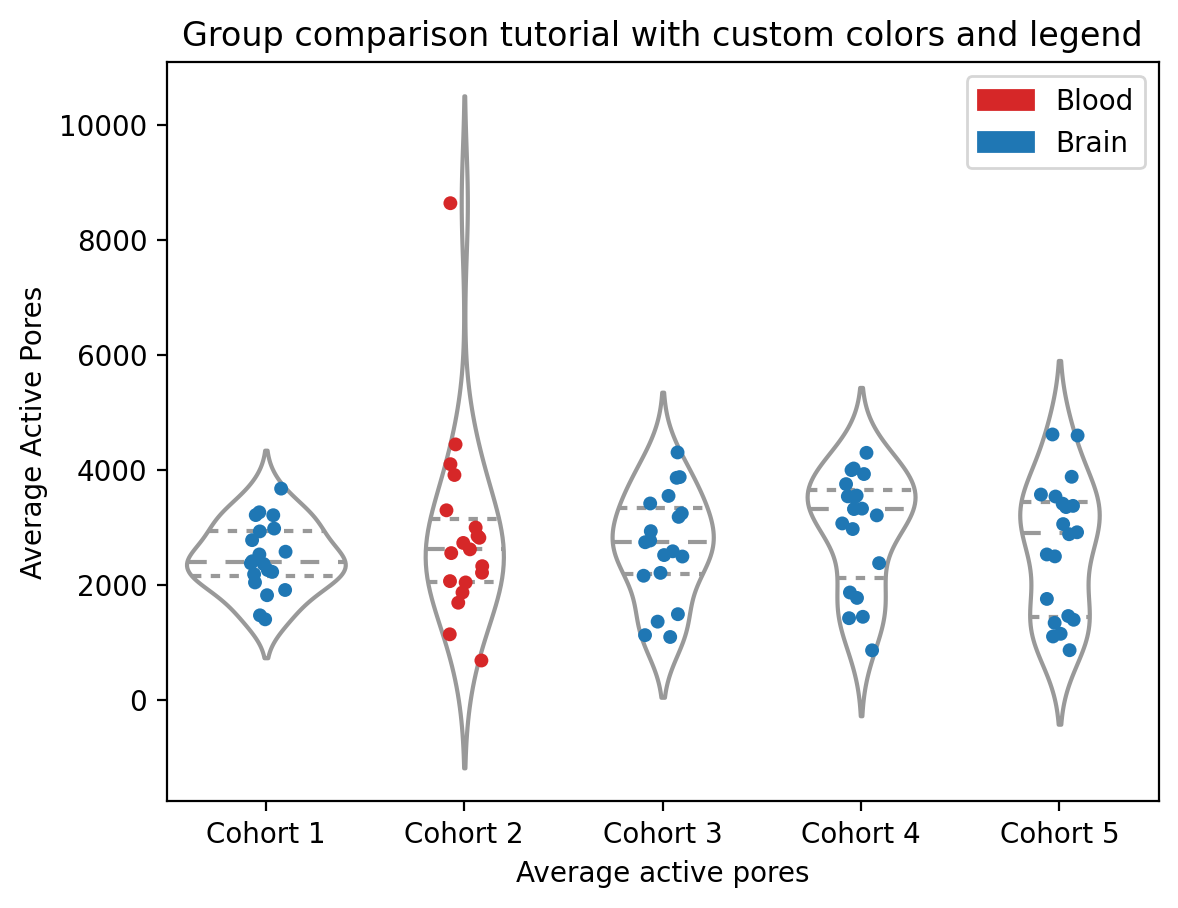 Group comparison tutorial with custom colors and legend
Blood
Brain
Average Active Pores
10000
8000
6000
4000
2000
0
Cohort 1
Cohort 2
Cohort 3
Cohort 4
Cohort 5
Average active pores